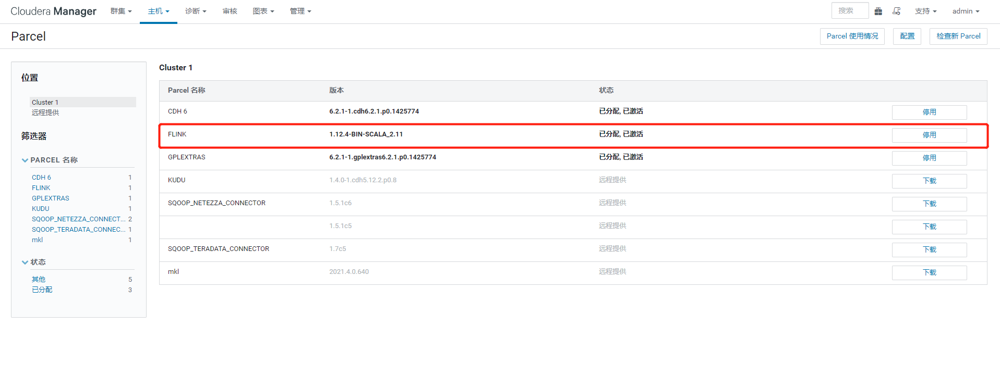 Cloudera Manager 群集 主机 诊断 审核 图表 管理 搜索 支持 admin
Parcel Parcel 使用情况 配置 检查新 Parcel
位置
Cluster 1
远程提供
筛选器
PARCEL 名称
CDH 6 1
FLINK 1
GPLEXTRAS 1
KUDU 1
SQOOP_NETEZZA_CONNECT... 2
SQOOP_TERADATA_CONNEC... 1
mkl 1
状态
其他 5
已分配 3
Cluster 1
Parcel 名称 版本 状态
CDH 6 6.2.1-1.cdh6.2.1.p0.1425774 已分配, 已激活 停用
FLINK 1.12.4-BIN-SCALA_2.11 已分配, 已激活 停用
GPLEXTRAS 6.2.1-1.gplextras6.2.1.p0.1425774 已分配, 已激活 停用
KUDU 1.4.0-1.cdh5.12.2.p0.8 远程提供 下载
SQOOP_NETEZZA_CONNECTOR 1.5.1c6 远程提供 下载
1.5.1c5 远程提供 下载
SQOOP_TERADATA_CONNECTOR 1.7c5 远程提供 下载
mkl 2021.4.0.640 远程提供 下载